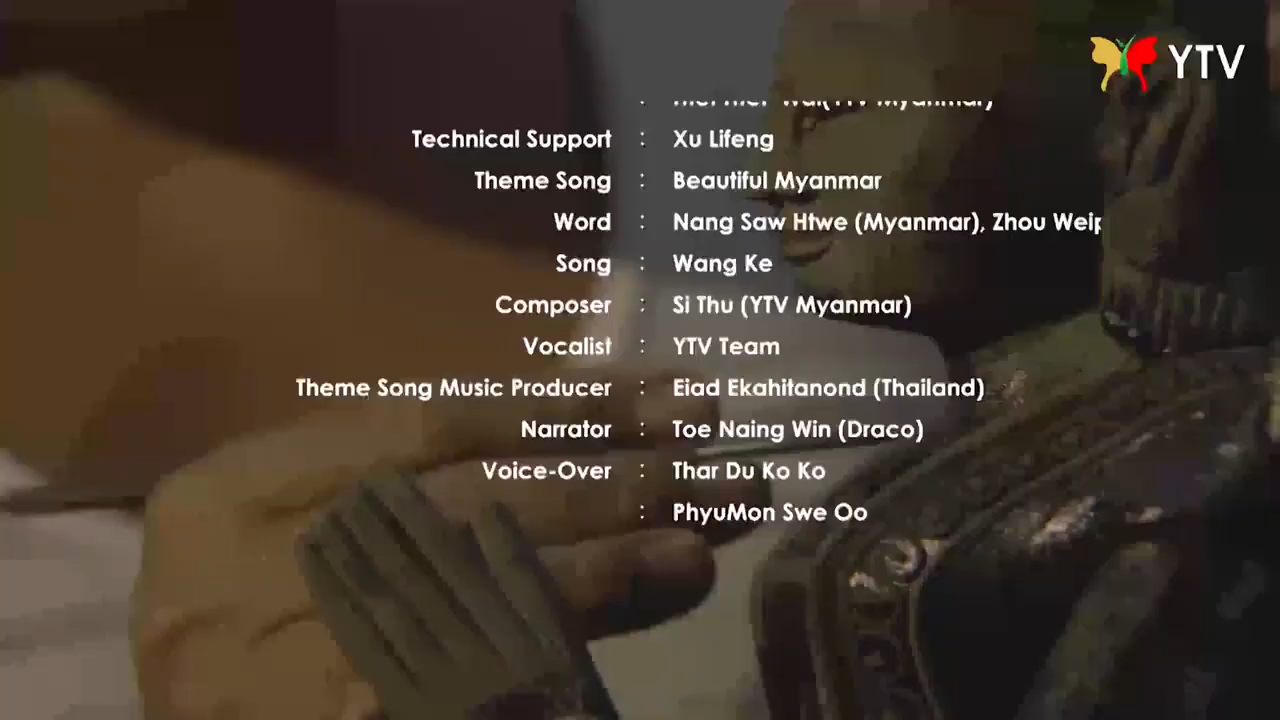 YTV
Technical Support : Xu Lifeng
Theme Song : Beautiful Myanmar
Word : Nang Saw Htwe (Myanmar), Zhou
Song : Wang Ke
Composer : Si Thu (YTV Myanmar)
Vocalist : YTV Team
Theme Song Music Producer : Eiad Ekahitanond (Thailand)
Narrator : Toe Naing Win (Draco)
Voice-Over : Thar Du Ko Ko
: PhyuMon Swe Oo